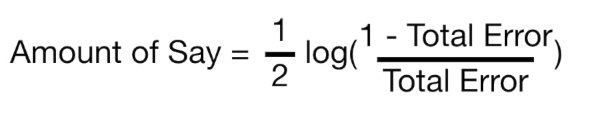 Amount of Say = 1/2 log(1 - Total Error/Total Error)